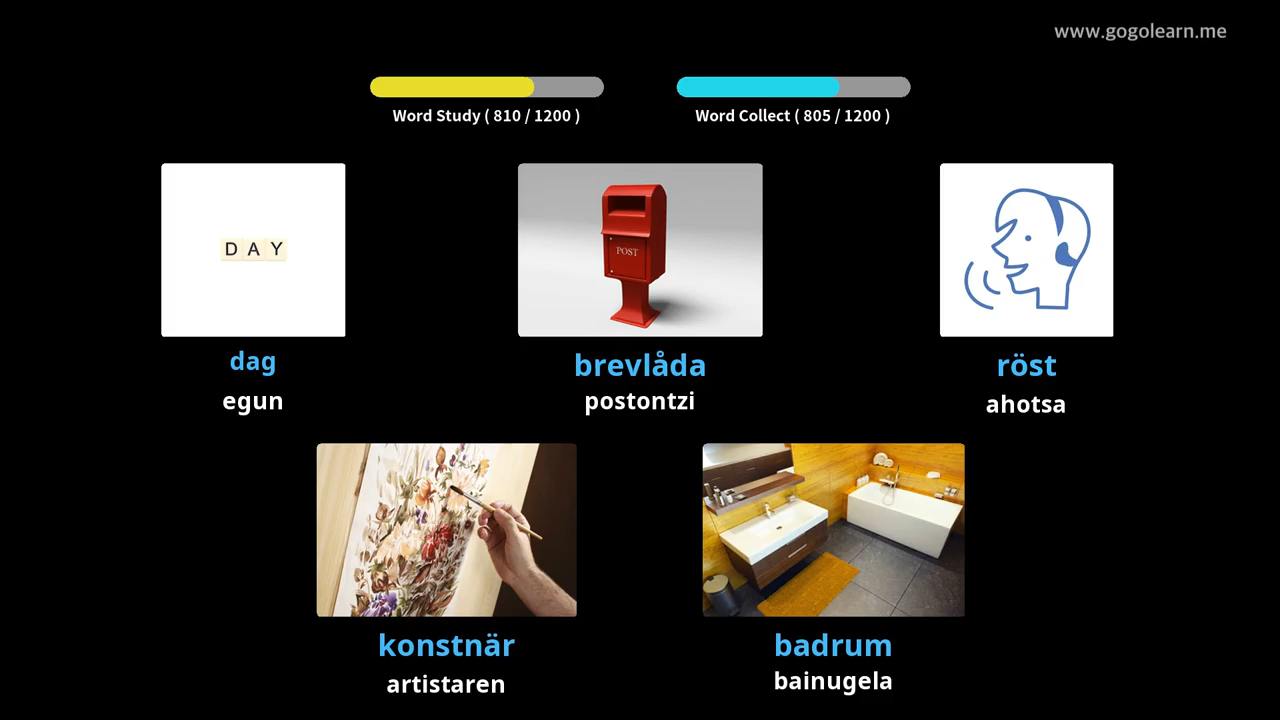 www.gogolearn.me
Word Study ( 810 / 1200 )
Word Collect ( 805 / 1200 )
DAY
POST
dag
egun
brevlåda
postontzi
röst
ahotsa
konstnär
artistaren
badrum
bainugela